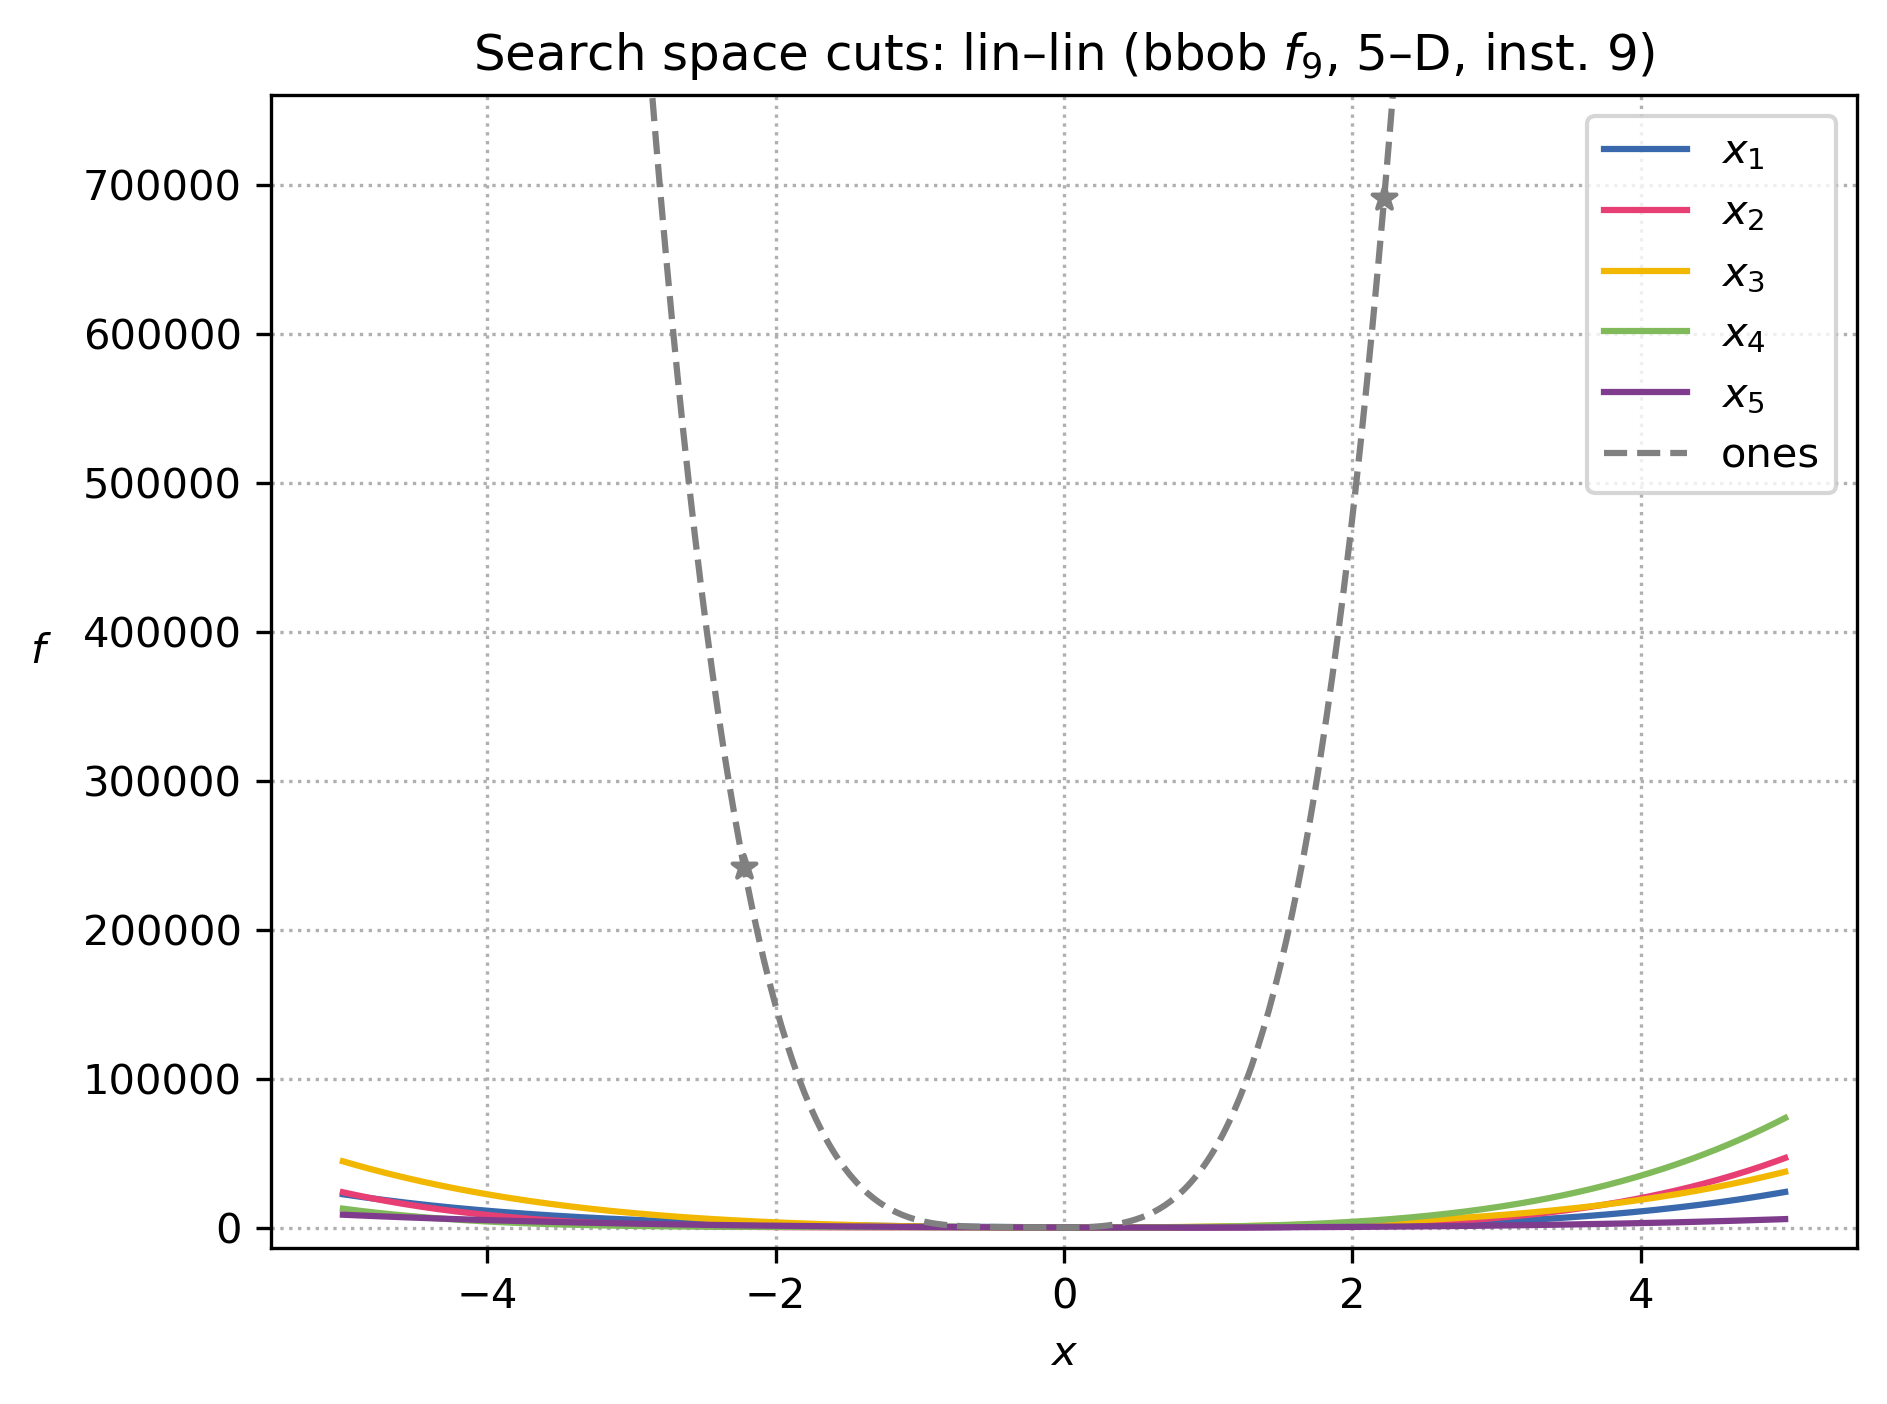 Search space cuts: lin–lin (bbob f₉, 5–D, inst. 9)
f
700000
600000
500000
400000
300000
200000
100000
0
−4
−2
0
2
4
x
x₁
x₂
x₃
x₄
x₅
ones